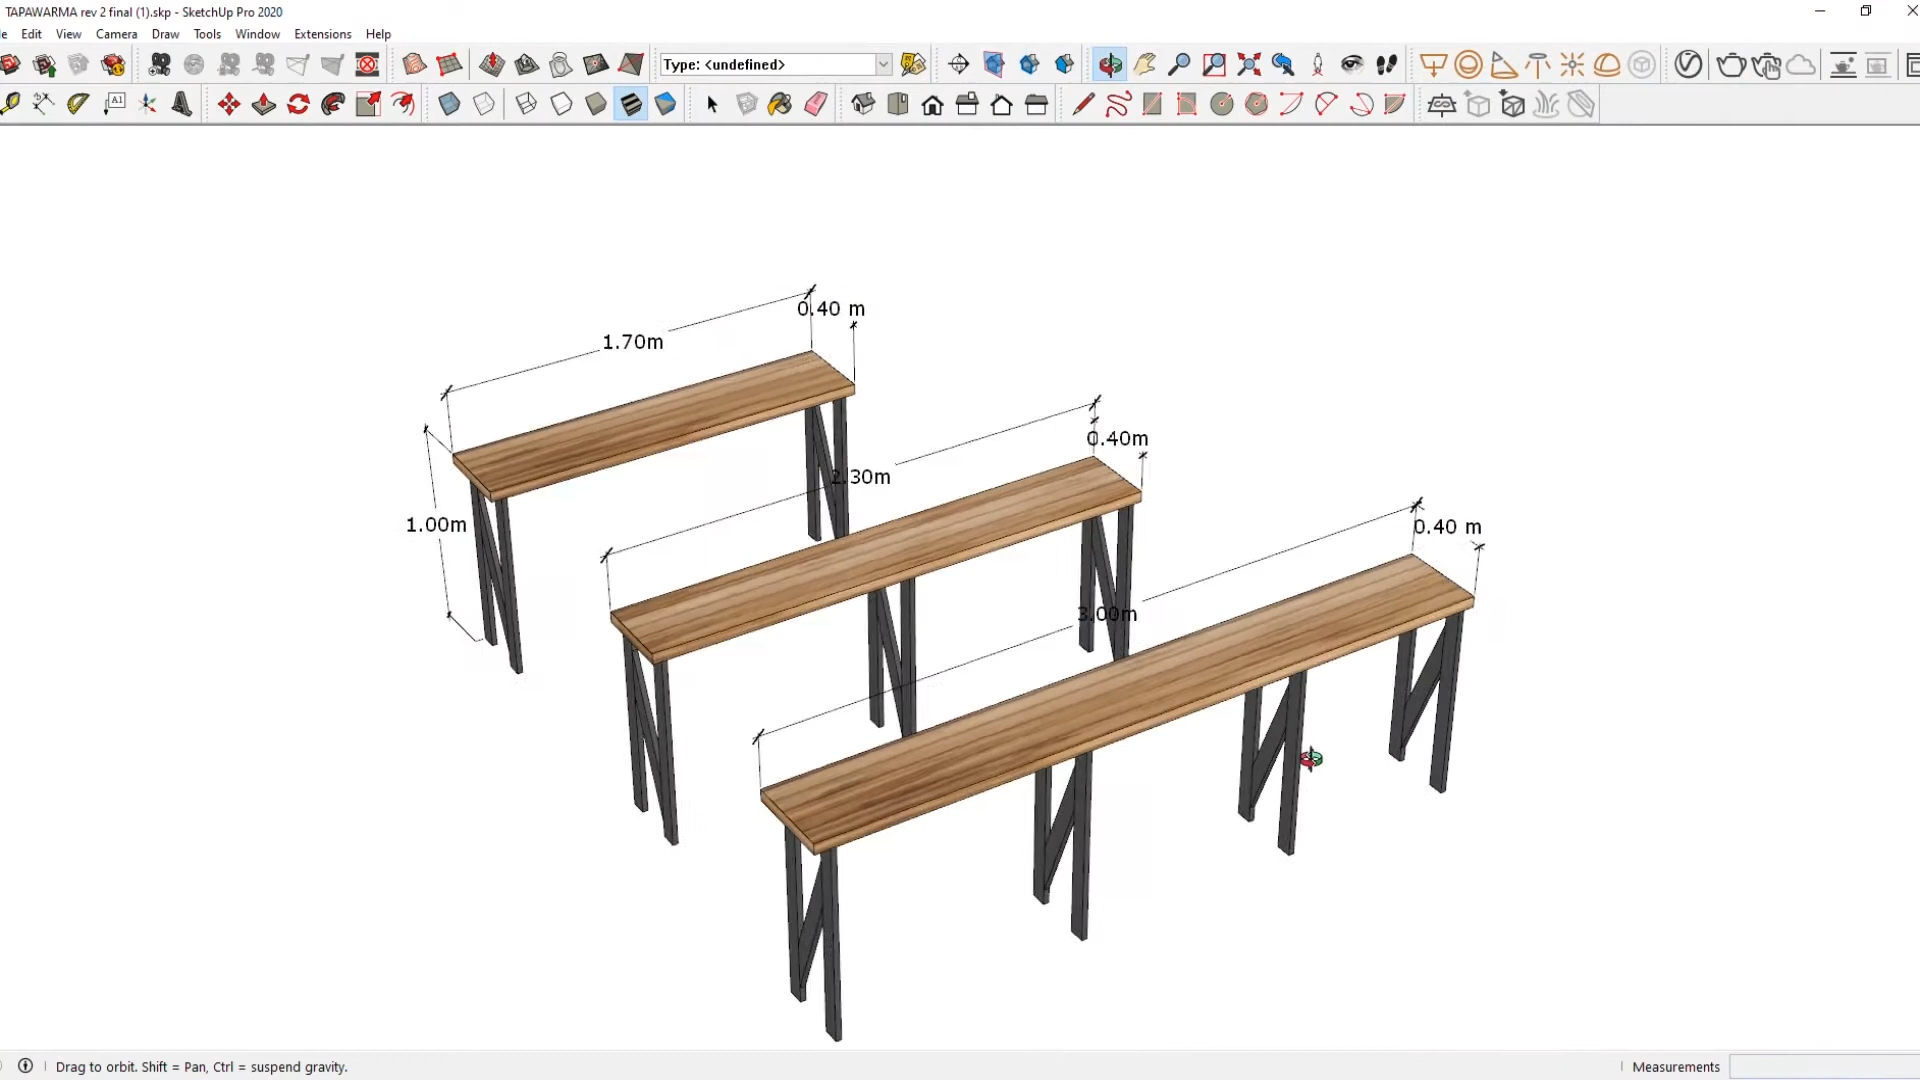 TAPAWARMA rev 2 final (1).skp - SketchUp Pro 2020
Edit View Camera Draw Tools Window Extensions Help
Type: <undefined>
A1
0.40 m
1.70m
0.40m
2.30m
1.00m
0.40 m
3.00m
Drag to orbit. Shift = Pan, Ctrl = suspend gravity.
Measurements